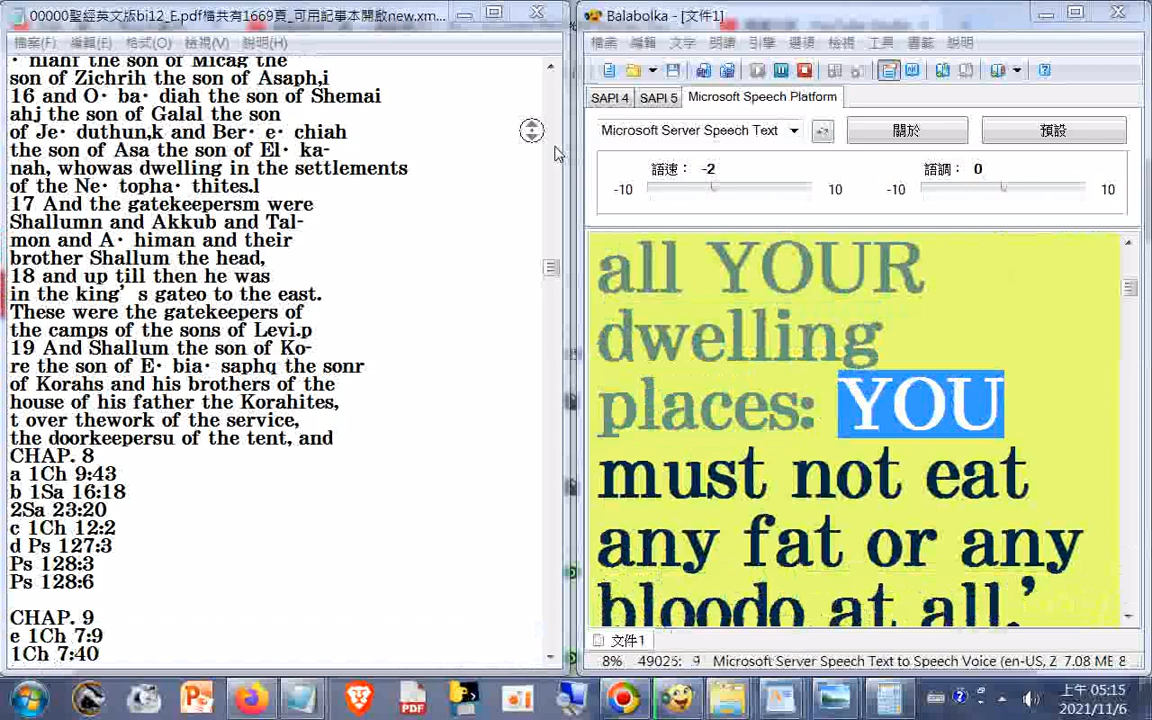 00000聖經英文版bi12_E.pdf檔共有1669頁_可用記事本開啟new.xm...
檔案(F) 編輯(E) 格式(O) 檢視(V) 說明(H)
· niahf the son of Micag the
son of Zichrih the son of Asaph,i
16 and O· ba· diah the son of Shemai
ahj the son of Galal the son
of Je· duthun,k and Ber· e· chiah
the son of Asa the son of El· ka-
nah, whowas dwelling in the settlements
of the Ne· topha· thites.l
17 And the gatekeepersm were
Shallumn and Akkub and Tal-
mon and A· himan and their
brother Shallum the head,
18 and up till then he was
in the king’s gateo to the east.
These were the gatekeepers of
the camps of the sons of Levi.p
19 And Shallum the son of Ko-
re the son of E· bia· saphq the sonr
of Korahs and his brothers of the
house of his father the Korahites,
t over thework of the service,
the doorkeepersu of the tent, and
CHAP. 8
a 1Ch 9:43
b 1Sa 16:18
2Sa 23:20
c 1Ch 12:2
d Ps 127:3
Ps 128:3
Ps 128:6
CHAP. 9
e 1Ch 7:9
1Ch 7:40
Balabolka - [文件1]
檔案 編輯 文字 朗讀 引擎 選項 檢視 工具 書籤 說明
SAPI 4 SAPI 5 Microsoft Speech Platform
Microsoft Server Speech Text 關於 預設
語速: -2 語調: 0
-10 10 -10 10
all YOUR
dwelling
places: YOU
must not eat
any fat or any
bloodo at all.’
文件1
8% 49025: 9 Microsoft Server Speech Text to Speech Voice (en-US, Z 7.08 MB 8
上午 05:15
2021/11/6